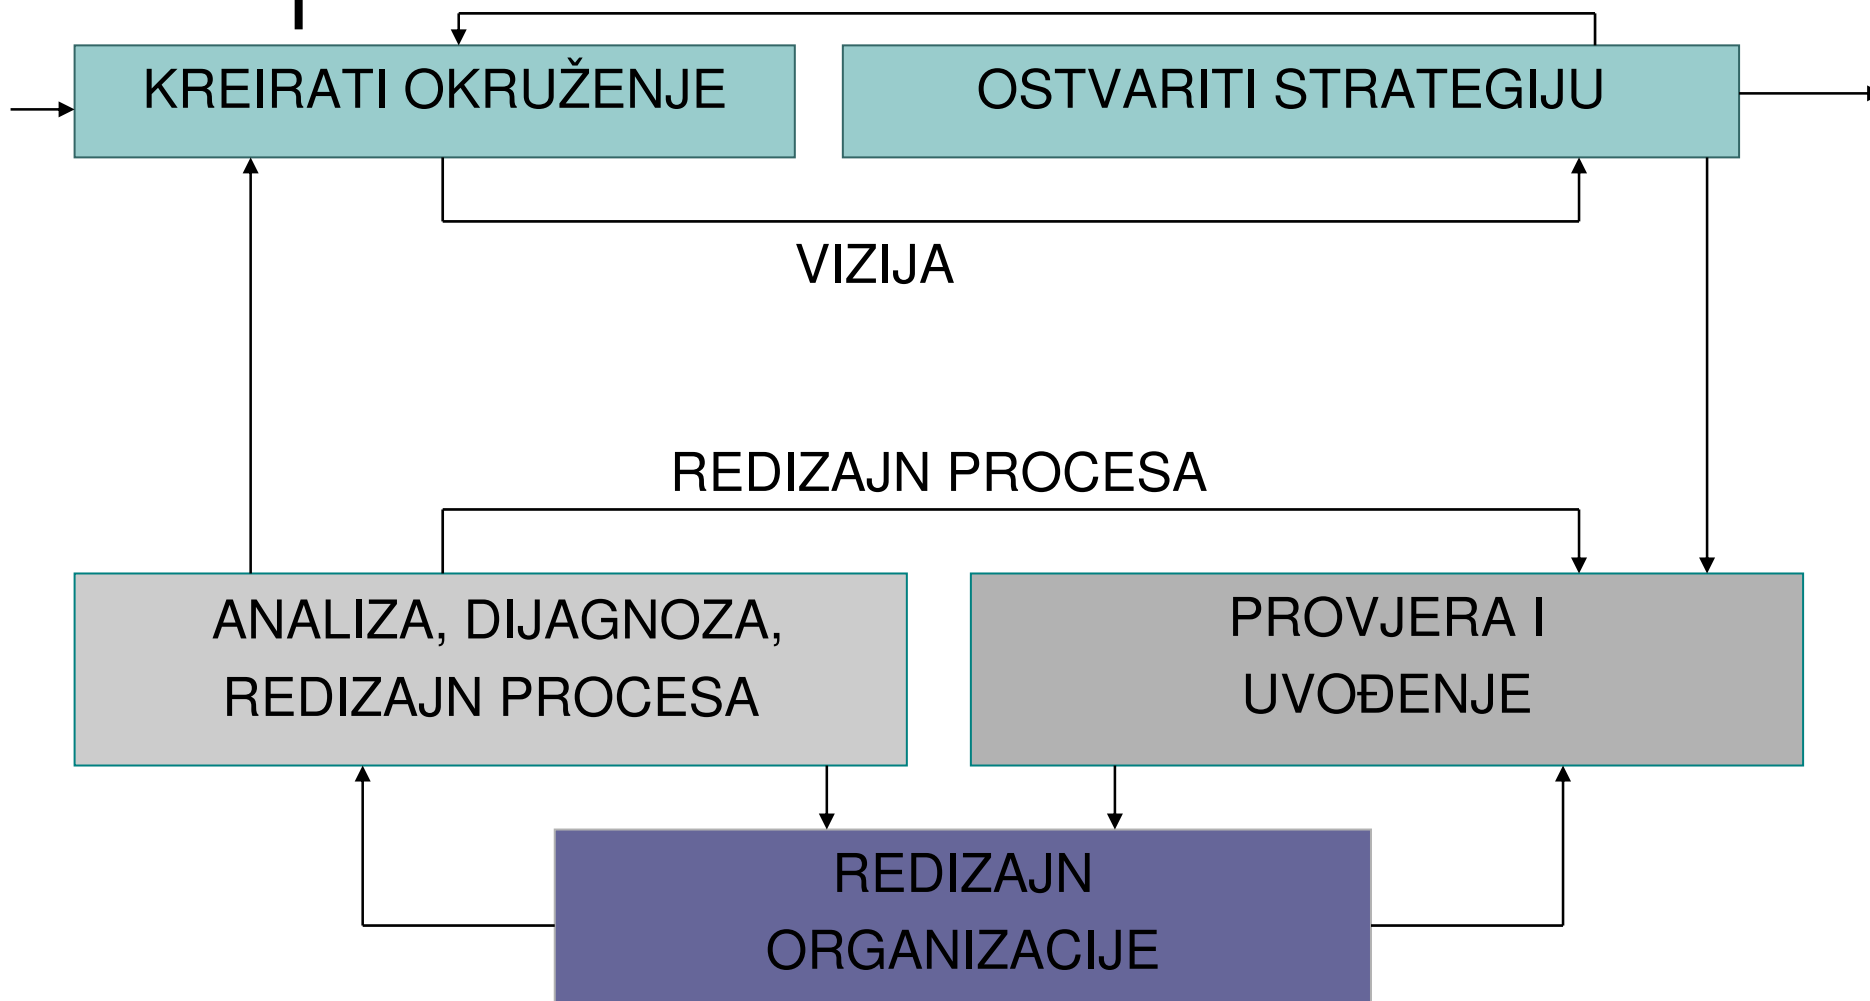 KREIRATI OKRUŽENJE
OSTVARITI STRATEGIJU
VIZIJA
REDIZAJN PROCESA
ANALIZA, DIJAGNOZA,
REDIZAJN PROCESA
PROVJERA I
UVOĐENJE
REDIZAJN
ORGANIZACIJE